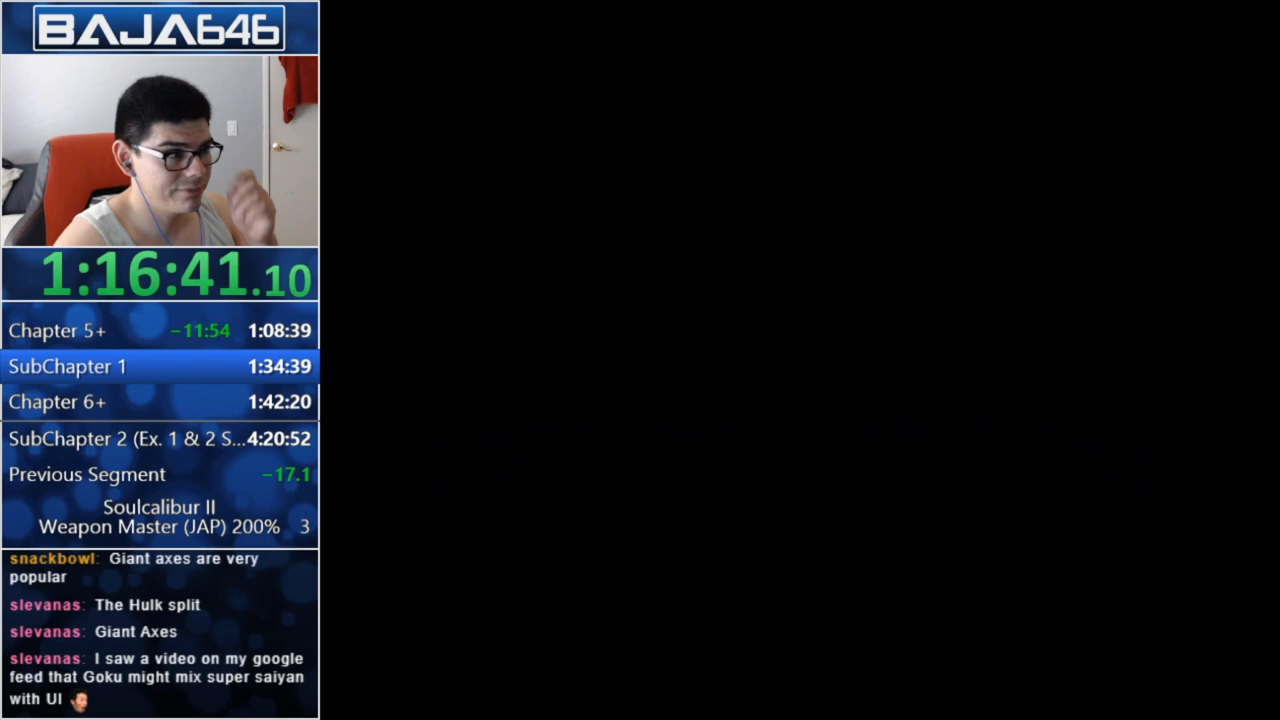 BAJA646
1:16:41.10
Chapter 5+ -11:54 1:08:39
SubChapter 1 1:34:39
Chapter 6+ 1:42:20
SubChapter 2 (Ex. 1 & 2 S... 4:20:52
Previous Segment -17.1
Soulcalibur II
Weapon Master (JAP) 200% 3
snackbowl: Giant axes are very
popular
slevanas: The Hulk split
slevanas: Giant Axes
slevanas: I saw a video on my google
feed that Goku might mix super saiyan
with UI